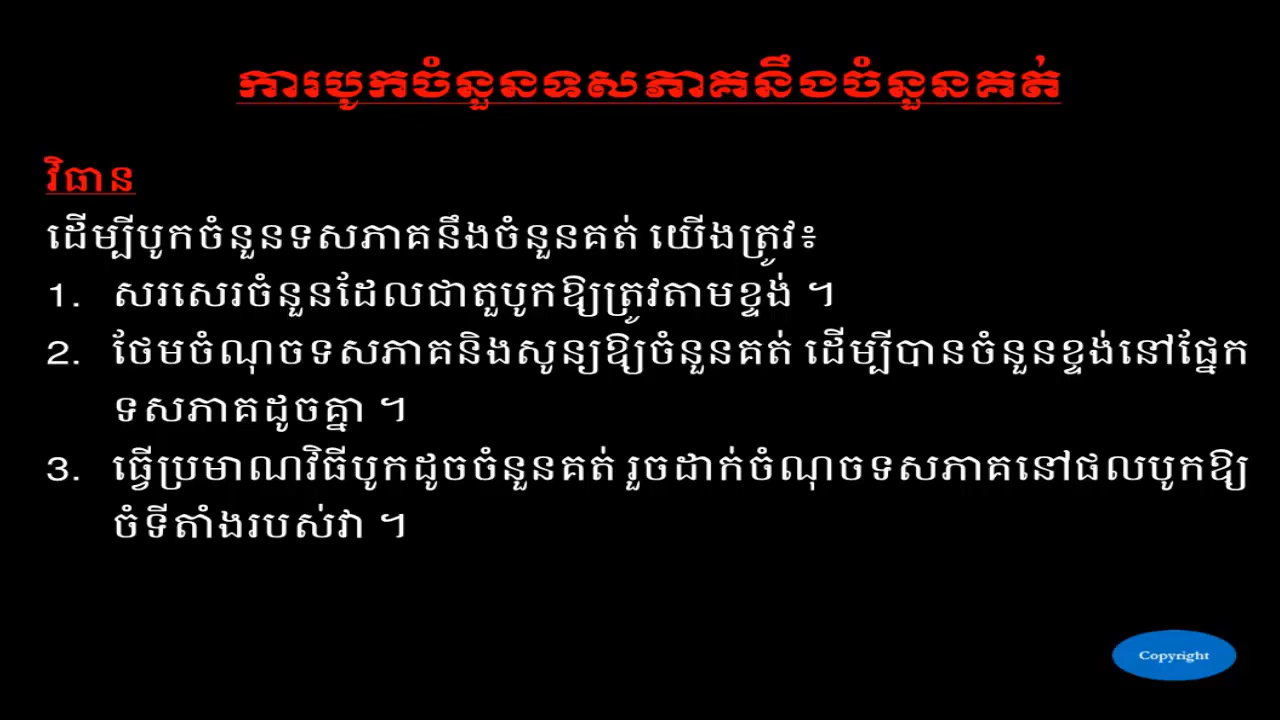 ការបូកចំនួនទសភាគនឹងចំនួនគត់
វិធាន
ដើម្បីបូកចំនួនទសភាគនឹងចំនួនគត់ យើងត្រូវ៖
1. សរសេរចំនួនដែលជាតួបូកឱ្យត្រូវតាមខ្ទង់ ។
2. ថែមចំណុចទសភាគនិងសូន្យឱ្យចំនួនគត់ ដើម្បីបានចំនួនខ្ទង់នៅផ្នែក
ទសភាគដូចគ្នា ។
3. ធ្វើប្រមាណវិធីបូកដូចចំនួនគត់ រួចដាក់ចំណុចទសភាគនៅផលបូកឱ្យ
ចំទីតាំងរបស់វា ។
Copyright